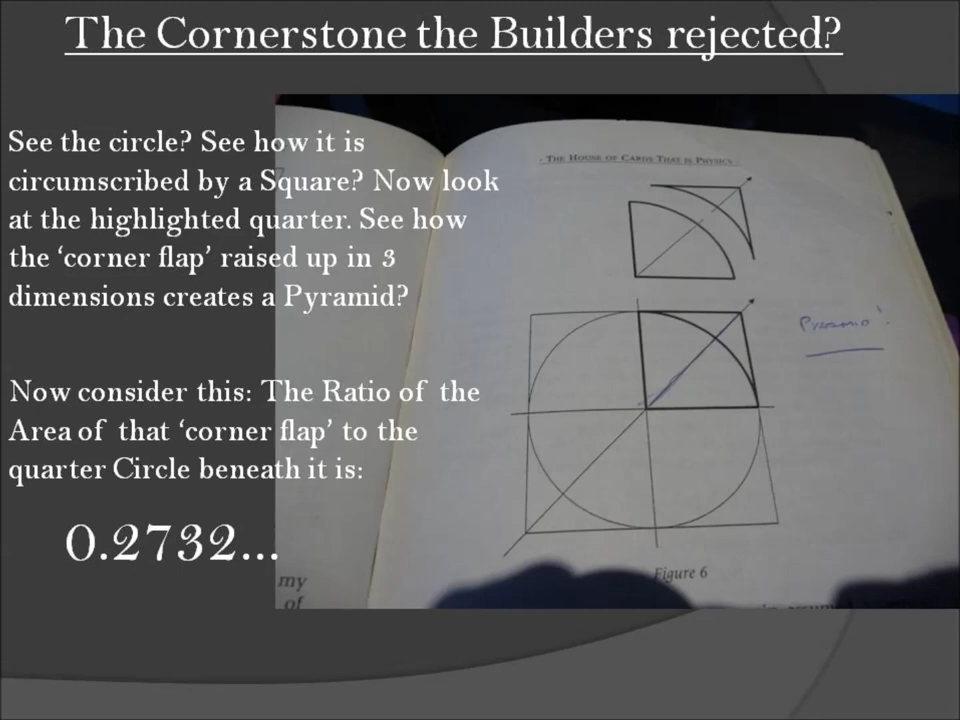 The Cornerstone the Builders rejected?
See the circle? See how it is
circumscribed by a Square? Now look
at the highlighted quarter. See how
the ‘corner flap’ raised up in 3
dimensions creates a Pyramid?
Now consider this: The Ratio of the
Area of that ‘corner flap’ to the
quarter Circle beneath it is:
0.2732...
- THE HOUSE OF CARDS THAT IS PHYSICS -
Pyramid!
Figure 6
my
of